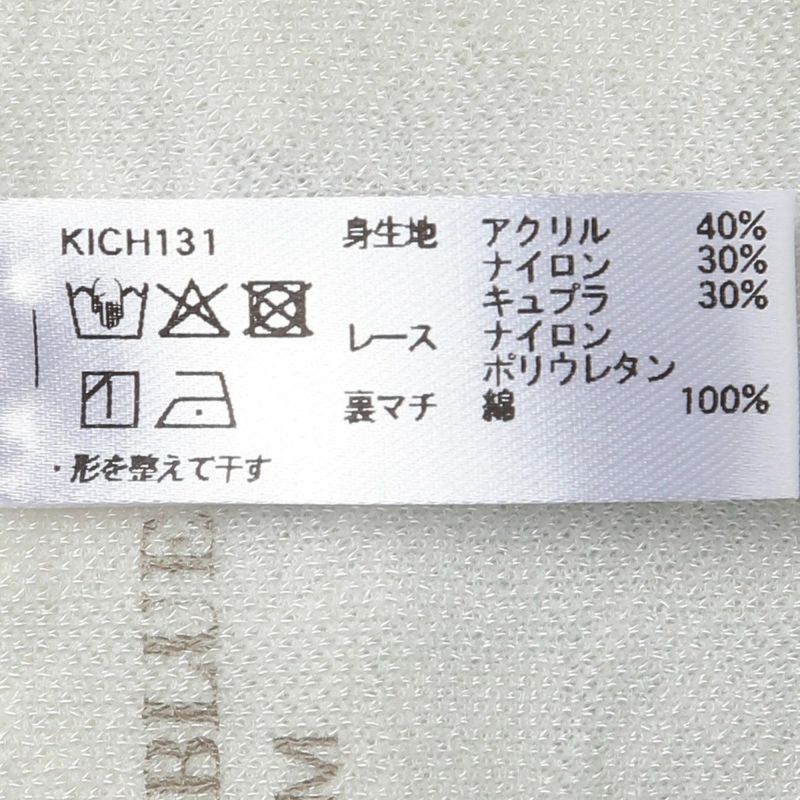 KICH131
・形を整えて干す
身生地 アクリル 40%
ナイロン 30%
キュプラ 30%
レース ナイロン
ポリウレタン
裏マチ 綿 100%
BLUE
M